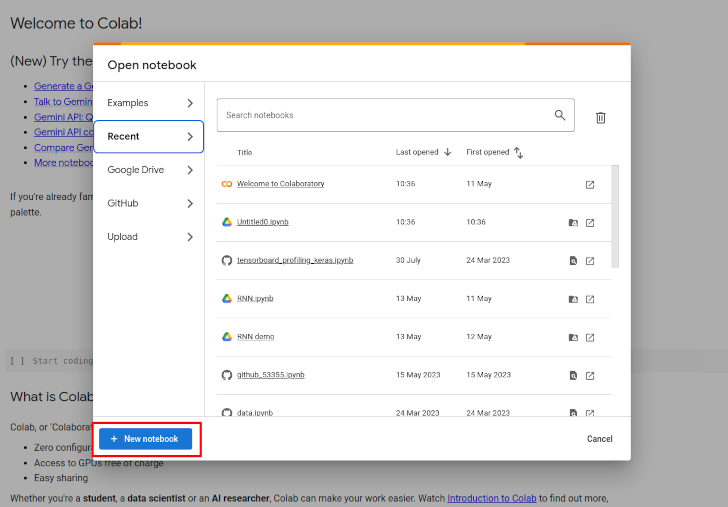 Welcome to Colab!
(New) Try the
Generate a Ge
Talk to Gemin
Gemini API: Q
Gemini API co
Compare Gem
More noteboo
If you're already fam
palette.
[ ] Start coding
What is Colab
Colab, or 'Colaborat
Zero configura
Access to GPUs free of charge
Easy sharing
Whether you're a student, a data scientist or an AI researcher, Colab can make your work easier. Watch Introduction to Colab to find out more,
Open notebook
Examples
Recent
Google Drive
GitHub
Upload
Search notebooks
Title Last opened First opened
Welcome to Colaboratory 10:36 11 May
Untitled0.ipynb 10:36 10:36
tensorboard_profiling_keras.ipynb 30 July 24 Mar 2023
RNN.ipynb 13 May 11 May
RNN demo 13 May 12 May
github_53355.ipynb 15 May 2023 15 May 2023
data.ipynb 24 Mar 2023 24 Mar 2023
+ New notebook
Cancel